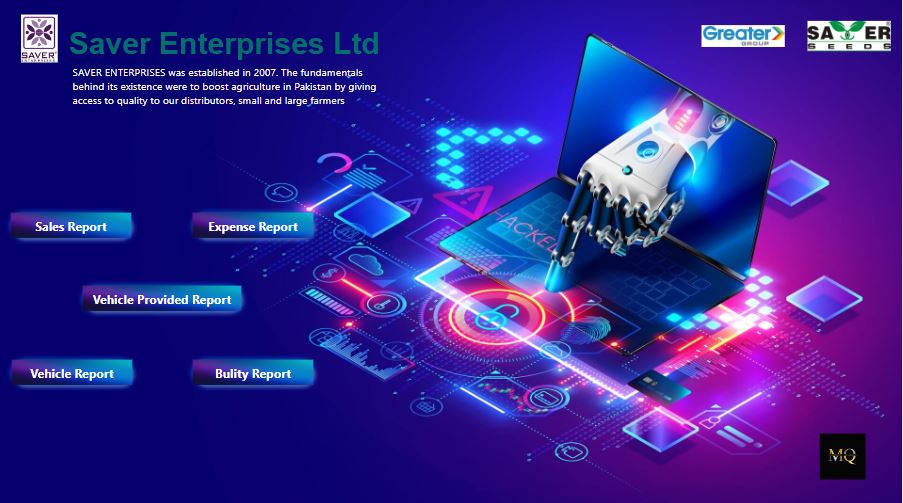 SAVER
ENTERPRISES
Saver Enterprises Ltd
Greater
GROUP
SAVER
SEEDS
SAVER ENTERPRISES was established in 2007. The fundamentals
behind its existence were to boost agriculture in Pakistan by giving
access to quality to our distributors, small and large farmers
HACKED
Sales Report
Expense Report
Vehicle Provided Report
Vehicle Report
Bulity Report
MQ